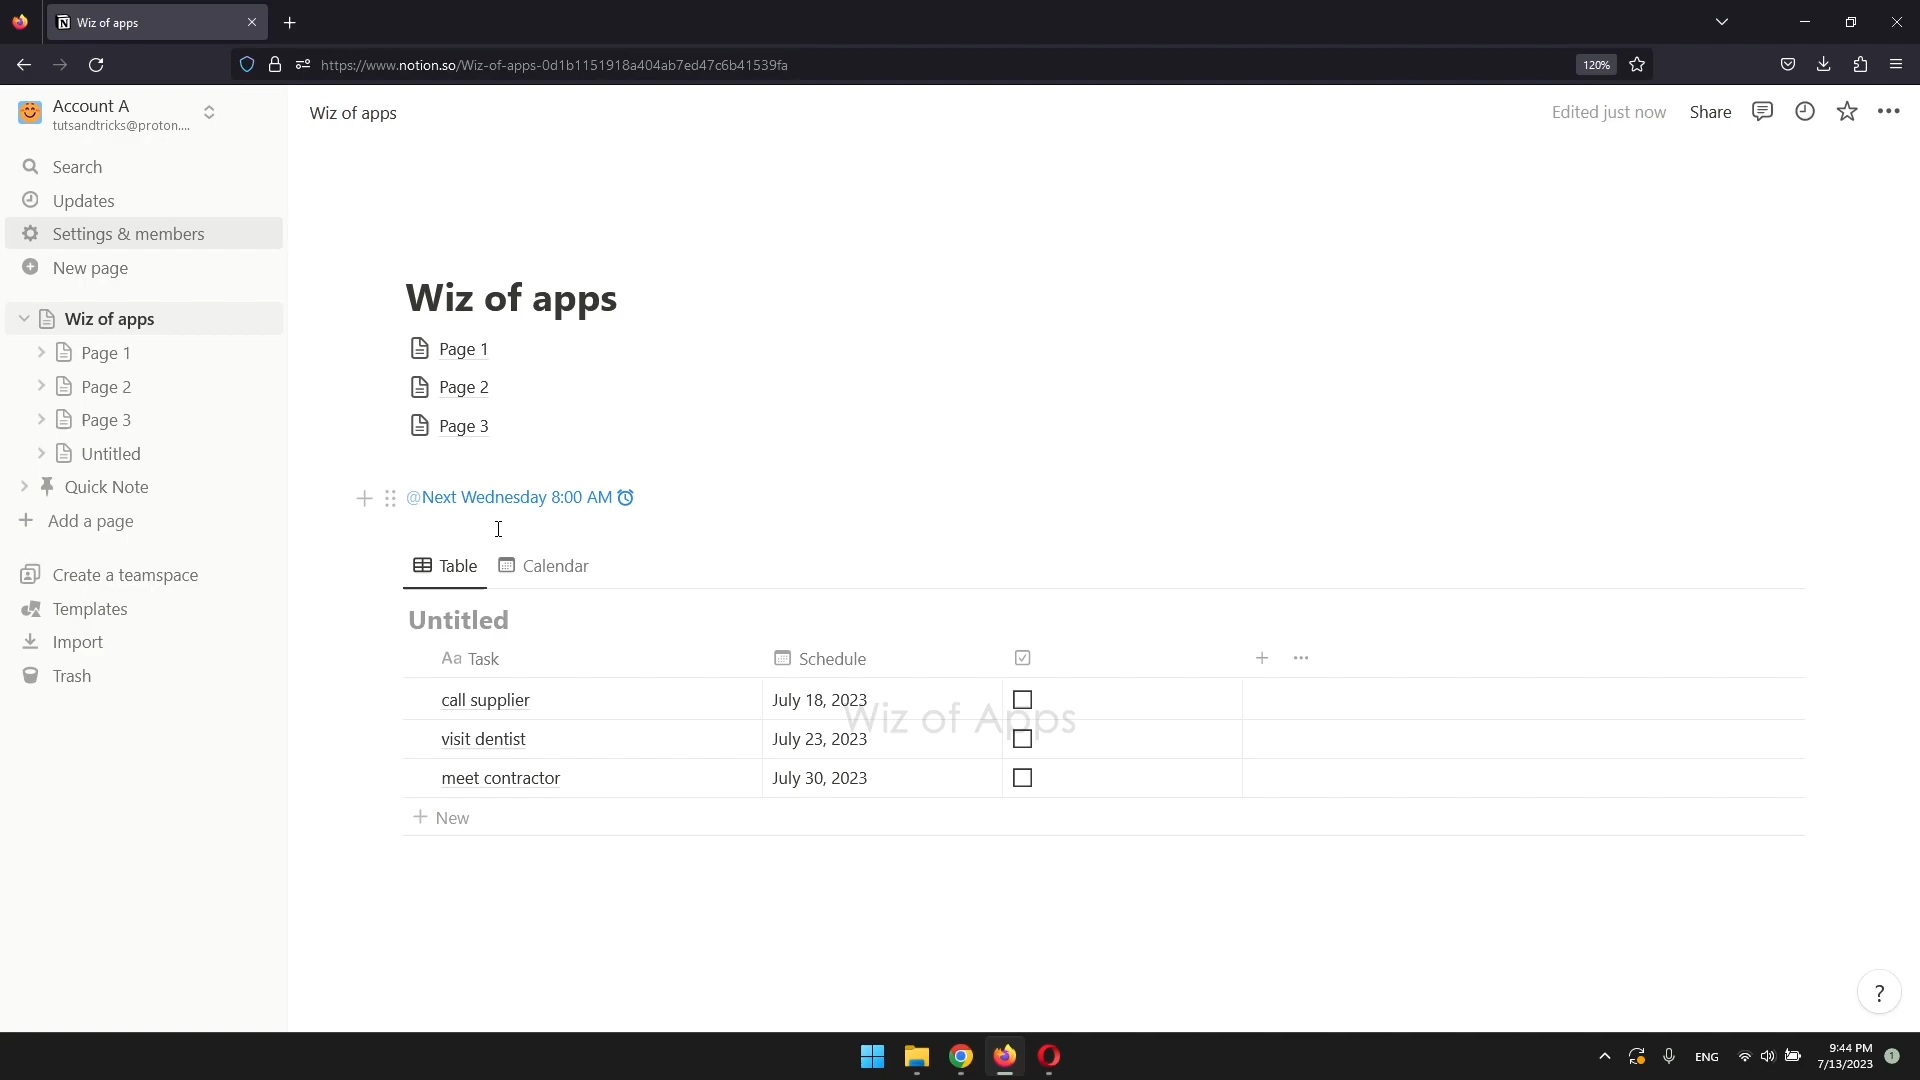 Wiz of apps
https://www.notion.so/Wiz-of-apps-0d1b1151918a404ab7ed47c6b41539fa
120%
Account A
tutsandtricks@proton....
Search
Updates
Settings & members
New page
Wiz of apps
Page 1
Page 2
Page 3
Untitled
Quick Note
Add a page
Create a teamspace
Templates
Import
Trash
Wiz of apps
Edited just now
Share
Wiz of apps
Page 1
Page 2
Page 3
@Next Wednesday 8:00 AM
Table
Calendar
Untitled
Aa Task
Schedule
call supplier
July 18, 2023
visit dentist
July 23, 2023
meet contractor
July 30, 2023
New
Wiz of Apps
?
ENG
9:44 PM
7/13/2023
1